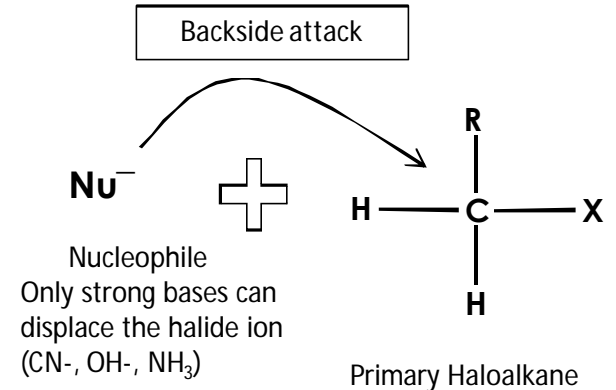 Backside attack
Nu⁻
R
H C X
H
Nucleophile
Only strong bases can
displace the halide ion
(CN-, OH-, NH₃)
Primary Haloalkane